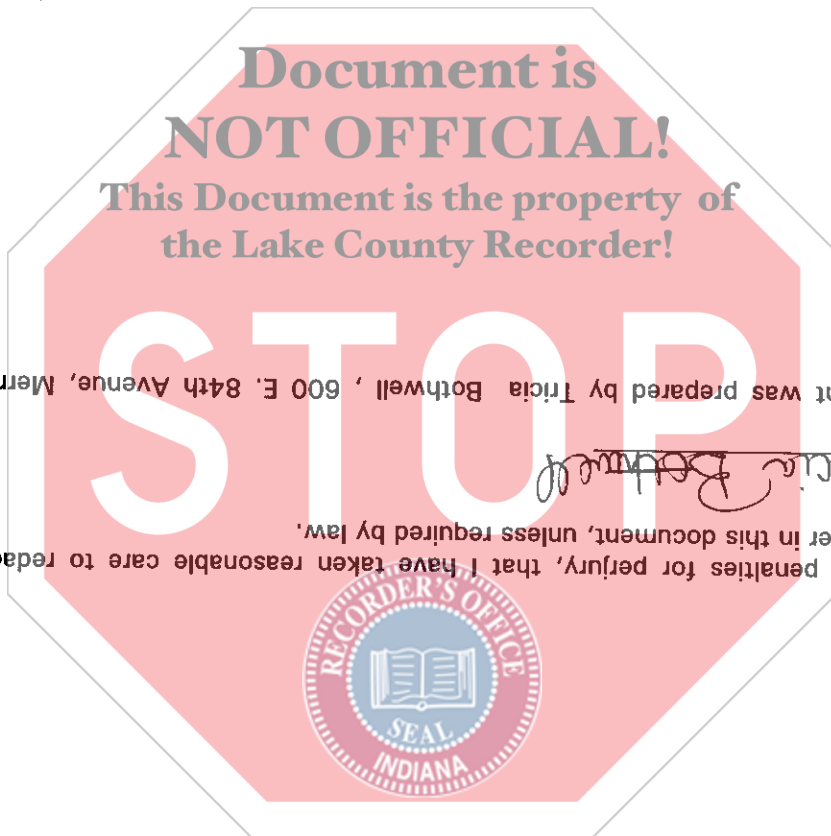 Document is
NOT OFFICIAL!
This Document is the property of
the Lake County Recorder!
STOP
penalties for perjury, that I have taken reasonable care to
er in this document, unless required by law.
Bothwell
was prepared by Tricia Bothwell , 600 E. 84th Avenue,
RECORDER'S OFFICE
SEAL
INDIANA